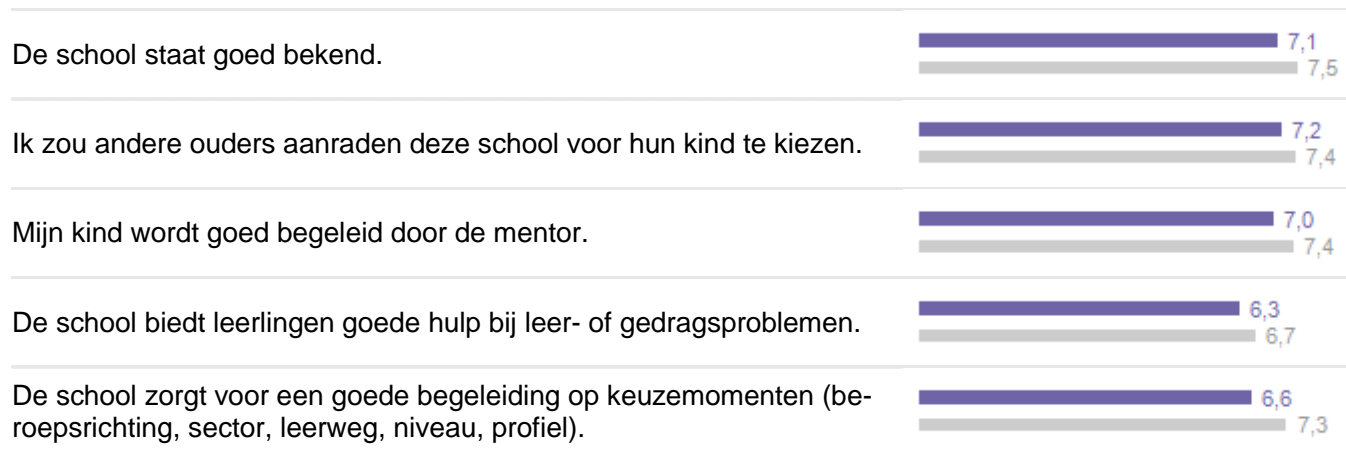 De school staat goed bekend.
7,1
7,5
Ik zou andere ouders aanraden deze school voor hun kind te kiezen.
7,2
7,4
Mijn kind wordt goed begeleid door de mentor.
7,0
7,4
De school biedt leerlingen goede hulp bij leer- of gedragsproblemen.
6,3
6,7
De school zorgt voor een goede begeleiding op keuzemomenten (be-
roepsrichting, sector, leerweg, niveau, profiel).
6,6
7,3